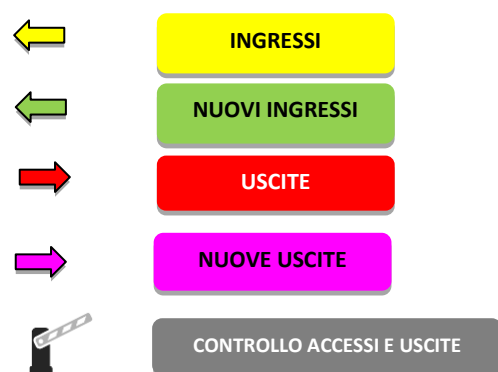 INGRESSI
NUOVI INGRESSI
USCITE
NUOVE USCITE
CONTROLLO ACCESSI E USCITE